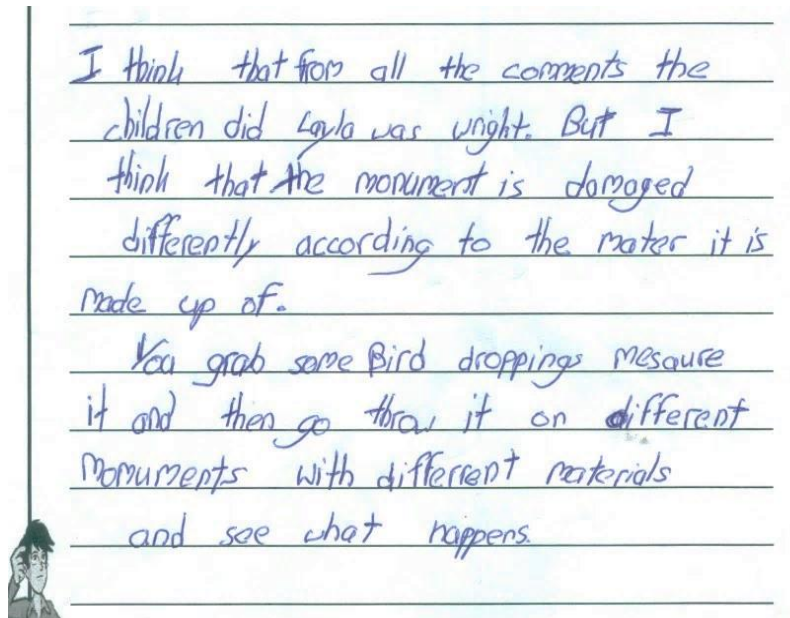 I think that from all the comments the
children did Layla was wright. But I
think that the monument is damaged
differently according to the mater it is
made up of.
You grab some Bird droppings mesaure
it and then go thraw it on different
Monuments with differrent materials
and see what happens.